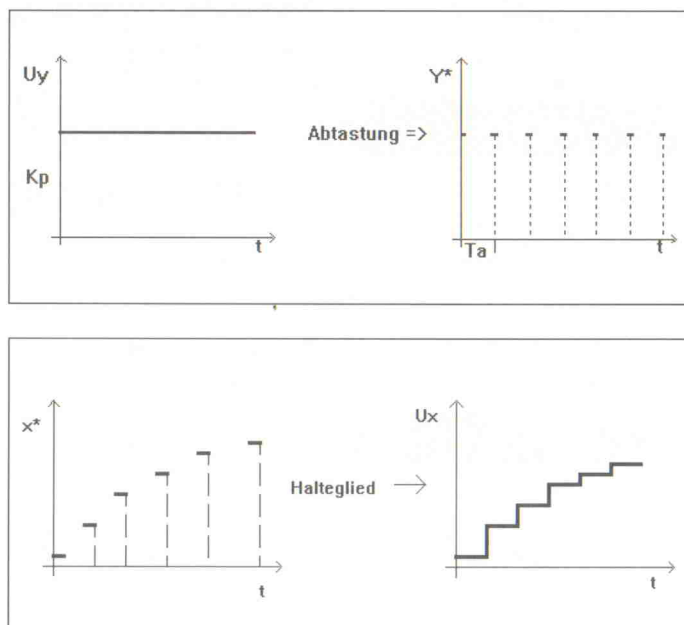 Uy
Kp
t
Abtastung =>
Y*
Ta
t
x*
t
Halteglied
Ux
t